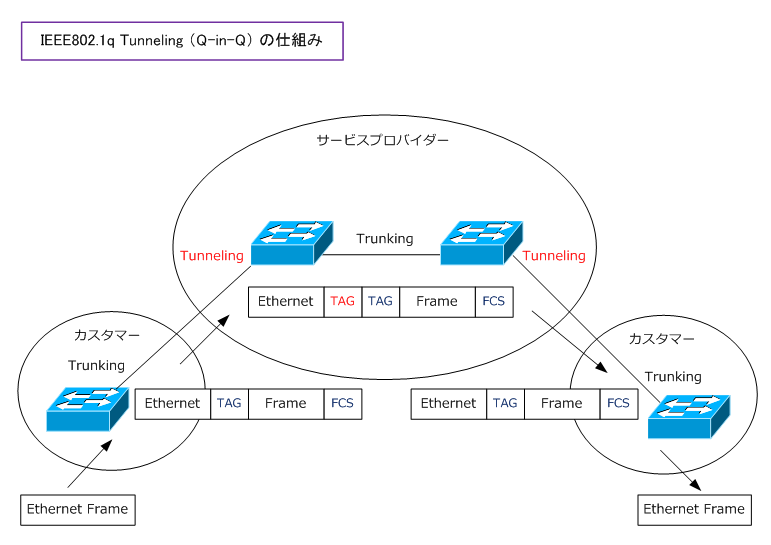 IEEE802.1q Tunneling（Q-in-Q）の仕組み
サービスプロバイダー
Trunking
Tunneling
Tunneling
Ethernet TAG TAG Frame FCS
カスタマー
Trunking
カスタマー
Trunking
Ethernet TAG Frame FCS
Ethernet TAG Frame FCS
Ethernet Frame
Ethernet Frame